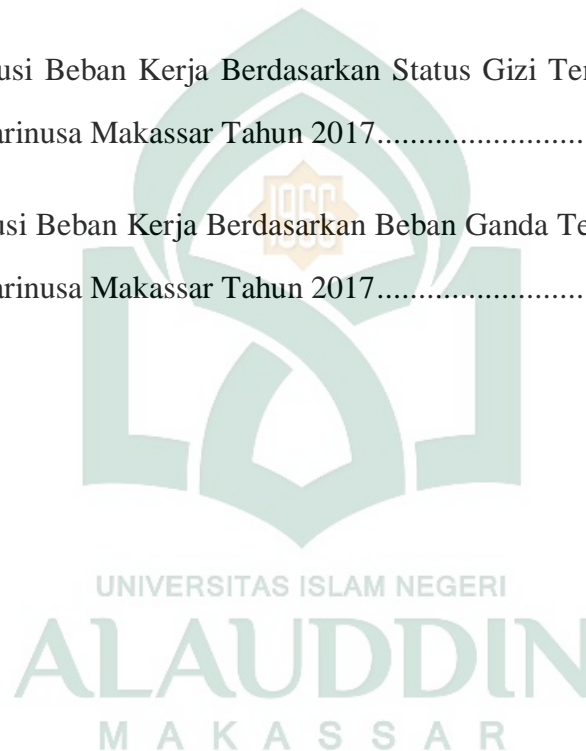 usi Beban Kerja Berdasarkan Status Gizi Te
arinusa Makassar Tahun 2017..........................
usi Beban Kerja Berdasarkan Beban Ganda Te
arinusa Makassar Tahun 2017..........................
1965
UNIVERSITAS ISLAM NEGERI
ALAUDDIN
MAKASSAR